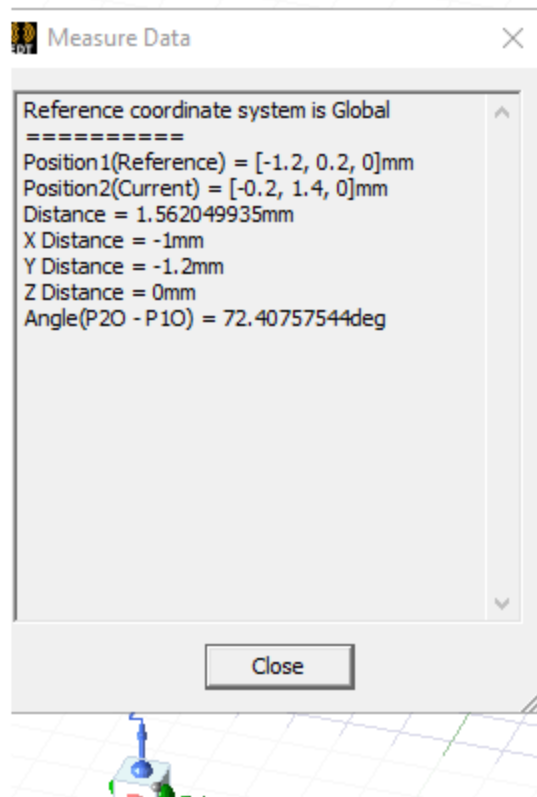 Measure Data
Reference coordinate system is Global
==========
Position1(Reference) = [-1.2, 0.2, 0]mm
Position2(Current) = [-0.2, 1.4, 0]mm
Distance = 1.562049935mm
X Distance = -1mm
Y Distance = -1.2mm
Z Distance = 0mm
Angle(P2O - P1O) = 72.40757544deg
Close